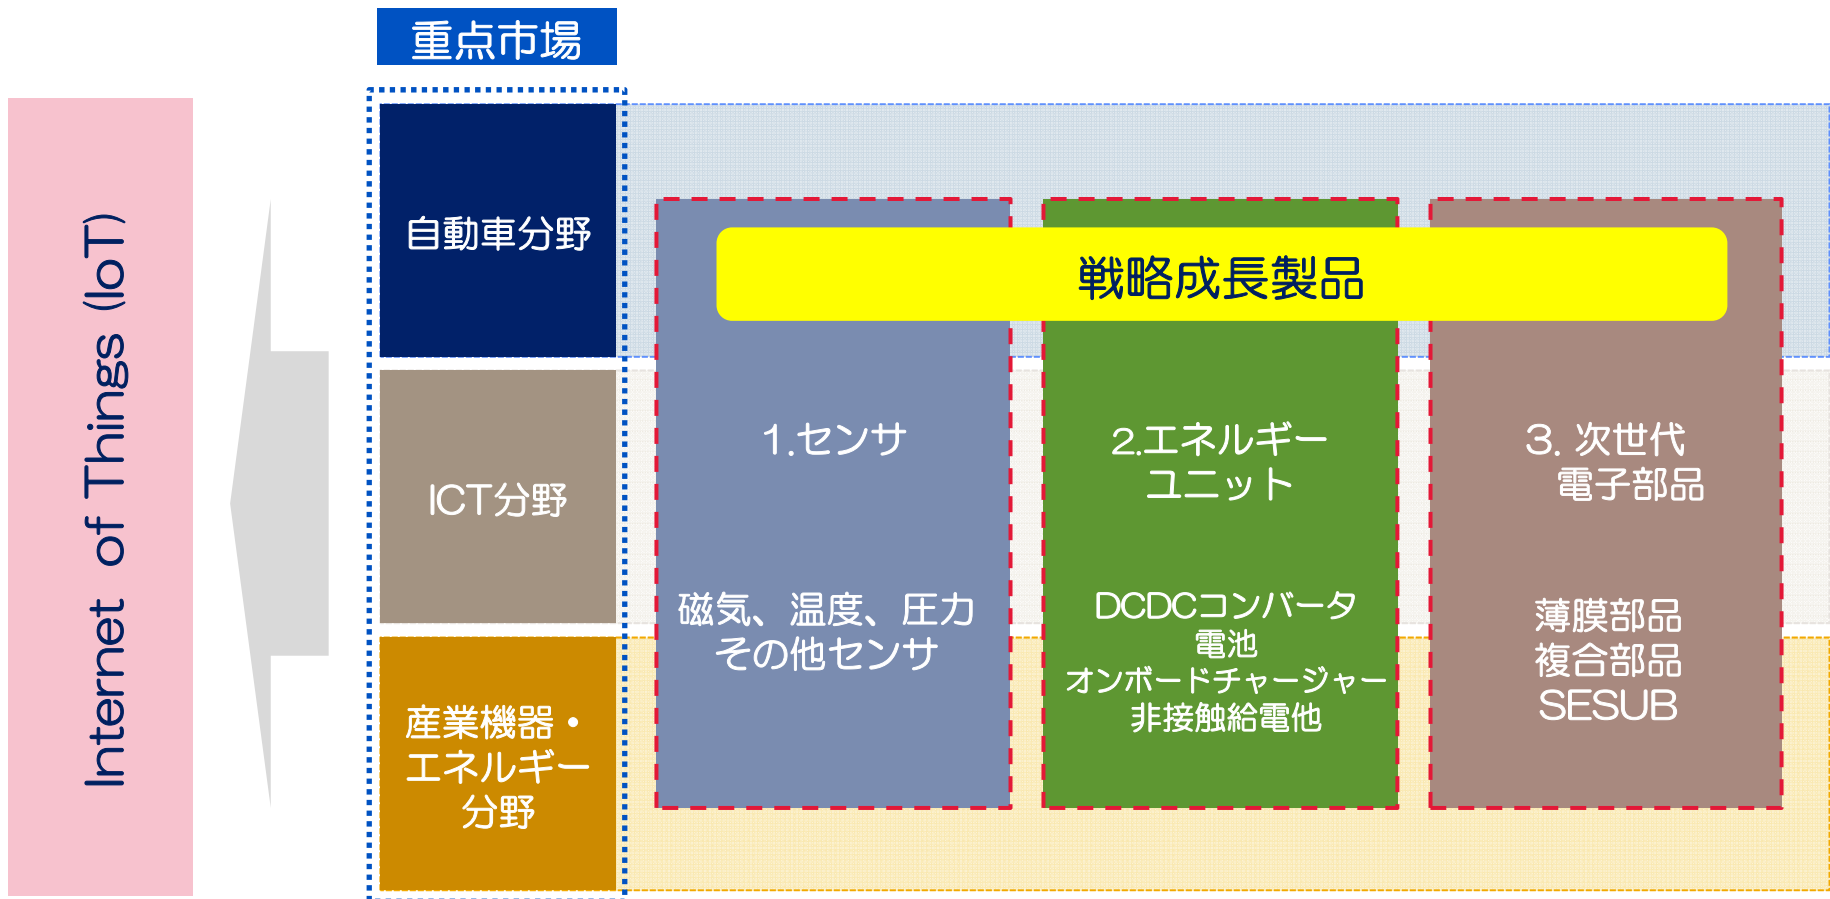 重点市場
Internet of Things (IoT)
自動車分野
ICT分野
産業機器・
エネルギー
分野
戦略成長製品
1.センサ
磁気、温度、圧力
その他センサ
2.エネルギー
ユニット
DCDCコンバータ
電池
オンボードチャージャー
非接触給電他
3. 次世代
電子部品
薄膜部品
複合部品
SESUB